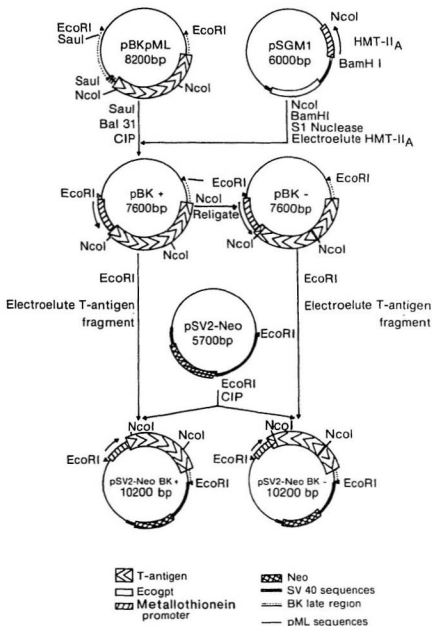 EcoRI
SauI
pBKpML
8200bp
EcoRI
SauI
NcoI
NcoI
NcoI
HMT-IIA
pSGM1
6000bp
BamH I
SauI
Bal 31
CIP
NcoI
BamHI
S1 Nuclease
Electroelute HMT-IIA
EcoRI
pBK +
7600bp
EcoRI
NcoI
Religate
NcoI
NcoI
pBK -
7600bp
EcoRI
EcoRI
NcoI
NcoI
EcoRI
Electroelute T-antigen
fragment
EcoRI
Electroelute T-antigen
fragment
pSV2-Neo
5700bp
EcoRI
EcoRI
CIP
NcoI
NcoI
EcoRI
EcoRI
pSV2-Neo BK +
10200 bp
NcoI
NcoI
EcoRI
EcoRI
pSV2-Neo BK -
10200 bp
T-antigen
Ecogpt
Metallothionein
promoter
Neo
SV 40 sequences
BK late region
pML sequences